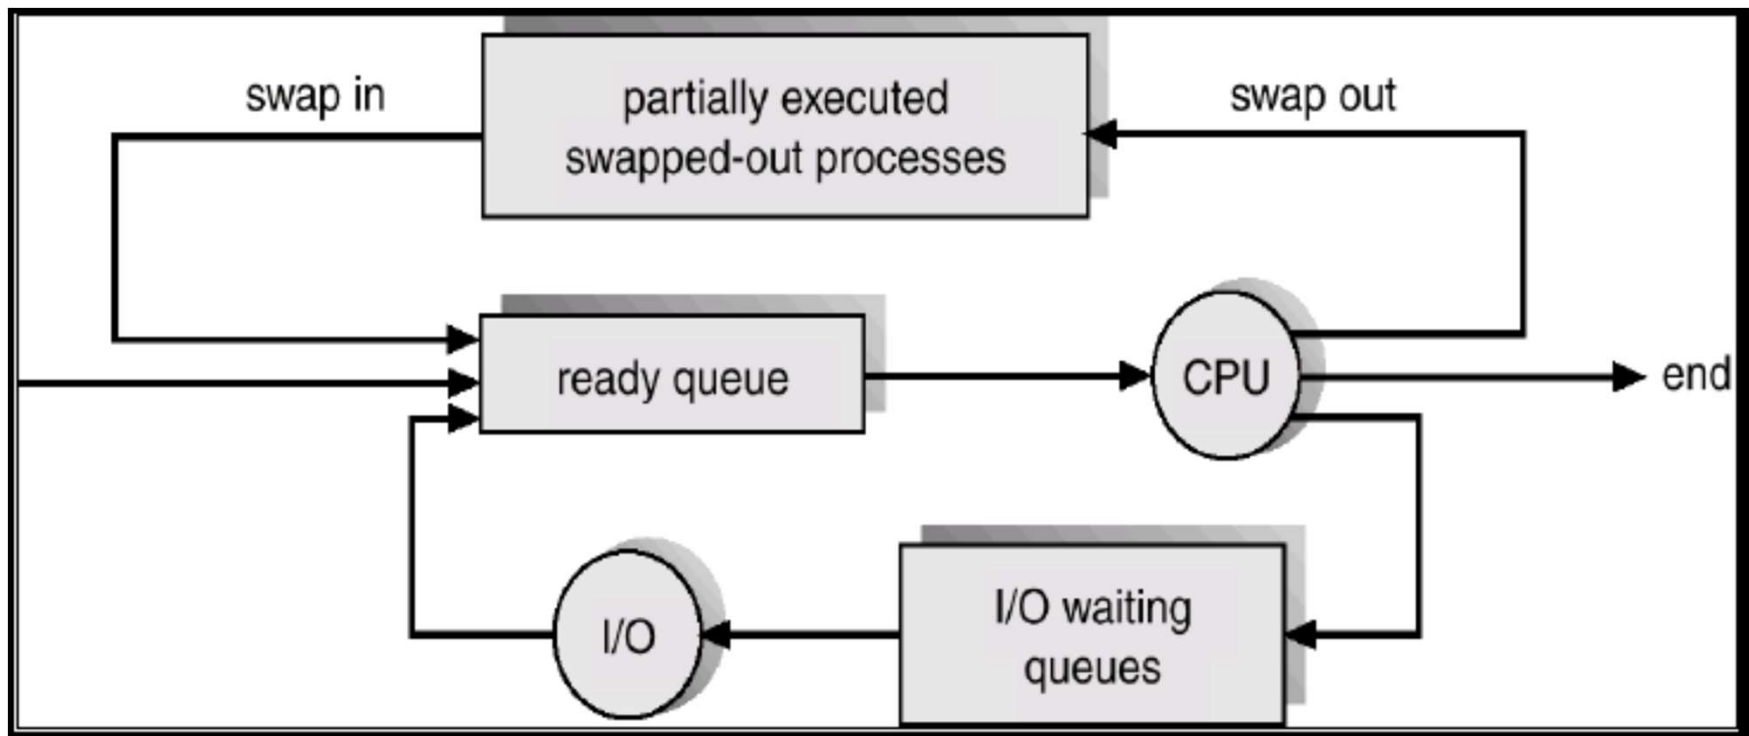 swap in
partially executed
swapped-out processes
swap out
ready queue
CPU
end
I/O
I/O waiting
queues